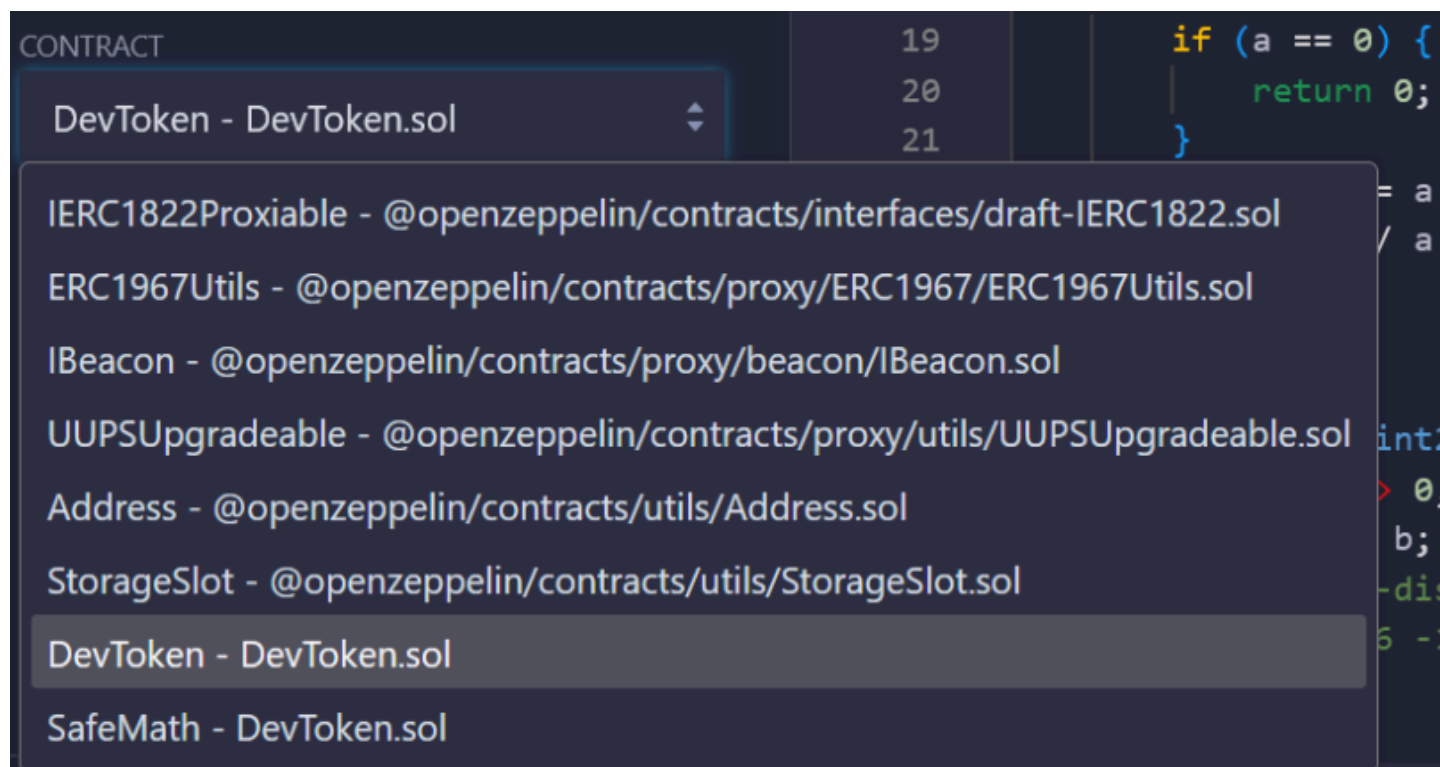 CONTRACT
DevToken - DevToken.sol
IERC1822Proxiable - @openzeppelin/contracts/interfaces/draft-IERC1822.sol
ERC1967Utils - @openzeppelin/contracts/proxy/ERC1967/ERC1967Utils.sol
IBeacon - @openzeppelin/contracts/proxy/beacon/IBeacon.sol
UUPSUpgradeable - @openzeppelin/contracts/proxy/utils/UUPSUpgradeable.sol
Address - @openzeppelin/contracts/utils/Address.sol
StorageSlot - @openzeppelin/contracts/utils/StorageSlot.sol
DevToken - DevToken.sol
SafeMath - DevToken.sol
19 if (a == 0) {
20 return 0;
21 }
= a
/ a
> 0
b;